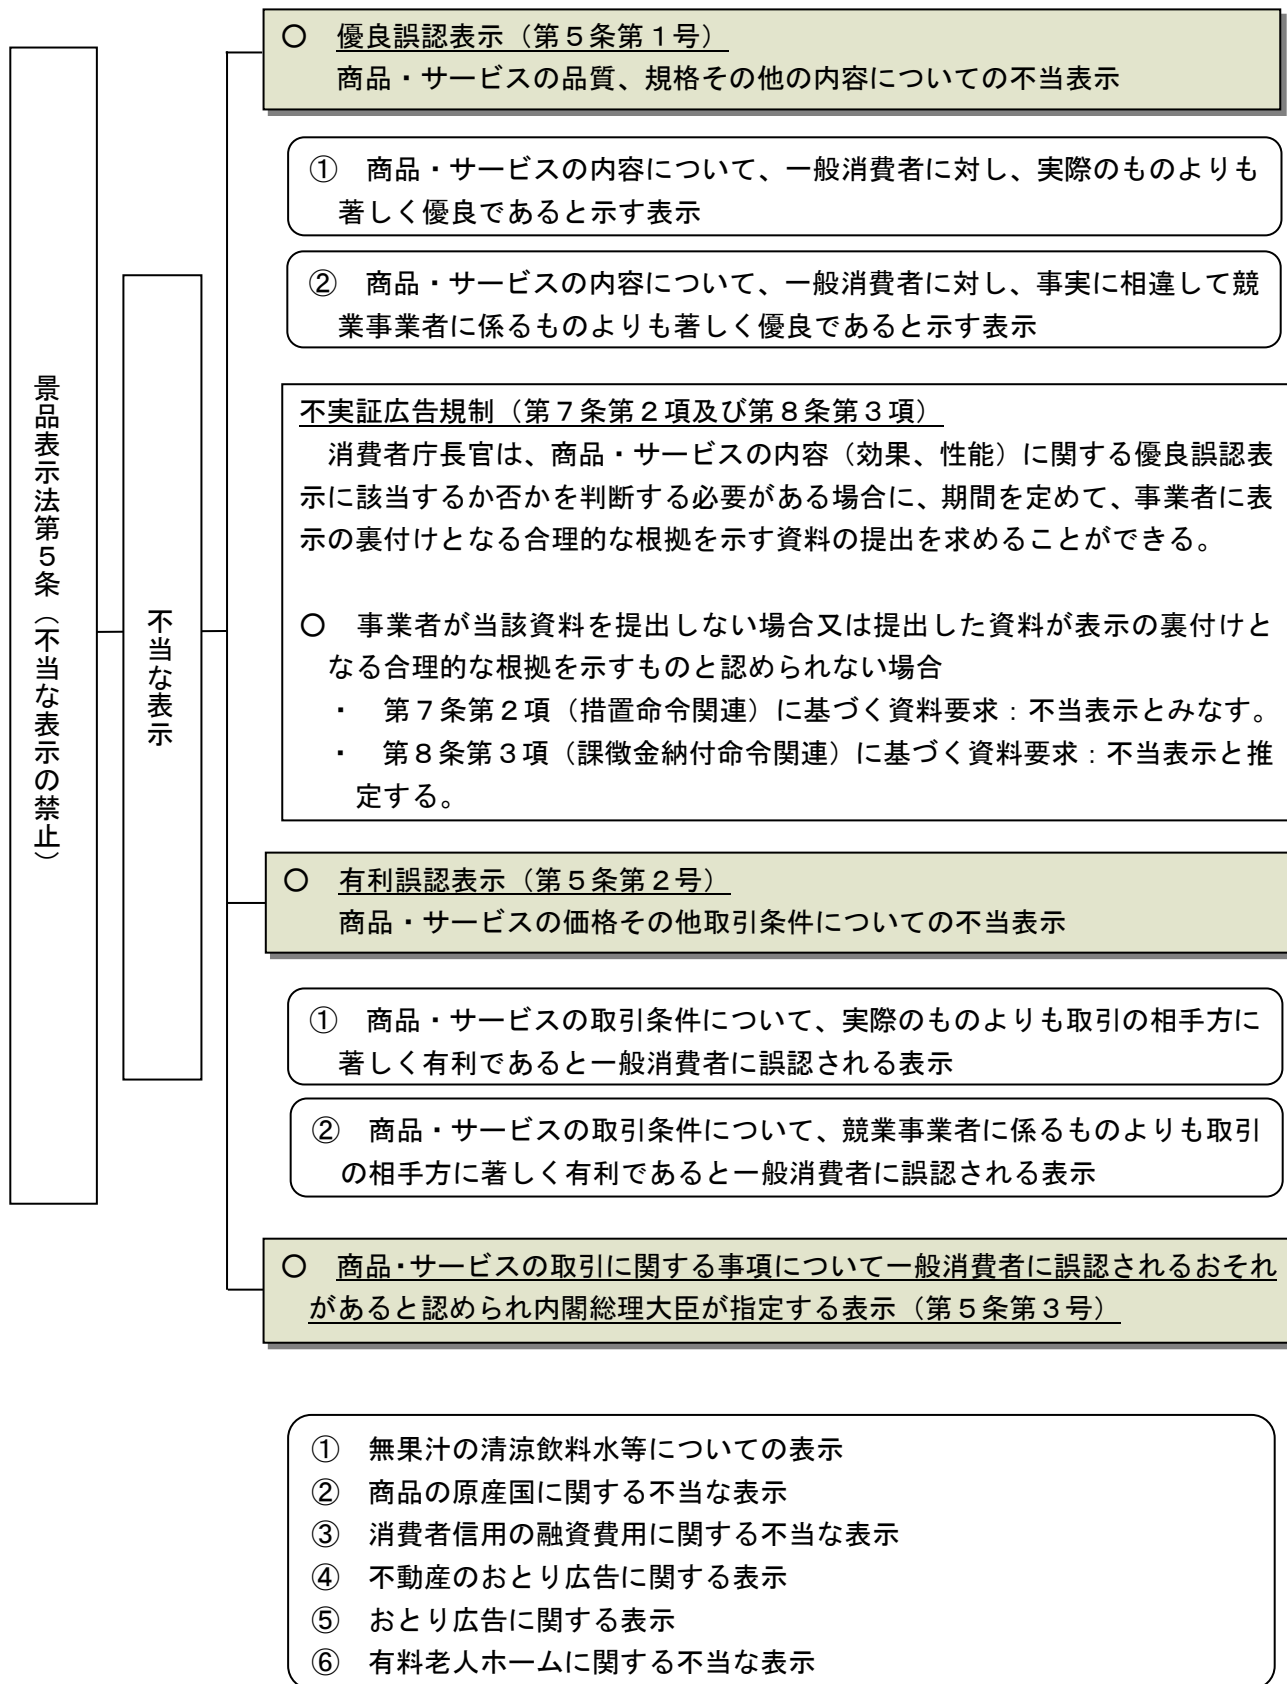 景品表示法第５条（不当な表示の禁止）
不当な表示
○　優良誤認表示（第５条第１号）
商品・サービスの品質、規格その他の内容についての不当表示
①　商品・サービスの内容について、一般消費者に対し、実際のものよりも
著しく優良であると示す表示
②　商品・サービスの内容について、一般消費者に対し、事実に相違して競
業事業者に係るものよりも著しく優良であると示す表示
不実証広告規制（第７条第２項及び第８条第３項）
消費者庁長官は、商品・サービスの内容（効果、性能）に関する優良誤認表
示に該当するか否かを判断する必要がある場合に、期間を定めて、事業者に表
示の裏付けとなる合理的な根拠を示す資料の提出を求めることができる。
○　事業者が当該資料を提出しない場合又は提出した資料が表示の裏付けと
なる合理的な根拠を示すものと認められない場合
・　第７条第２項（措置命令関連）に基づく資料要求：不当表示とみなす。
・　第８条第３項（課徴金納付命令関連）に基づく資料要求：不当表示と推
定する。
○　有利誤認表示（第５条第２号）
商品・サービスの価格その他取引条件についての不当表示
①　商品・サービスの取引条件について、実際のものよりも取引の相手方に
著しく有利であると一般消費者に誤認される表示
②　商品・サービスの取引条件について、競業事業者に係るものよりも取引
の相手方に著しく有利であると一般消費者に誤認される表示
○　商品・サービスの取引に関する事項について一般消費者に誤認されるおそれ
があると認められ内閣総理大臣が指定する表示（第５条第３号）
①　無果汁の清涼飲料水等についての表示
②　商品の原産国に関する不当な表示
③　消費者信用の融資費用に関する不当な表示
④　不動産のおとり広告に関する表示
⑤　おとり広告に関する表示
⑥　有料老人ホームに関する不当な表示